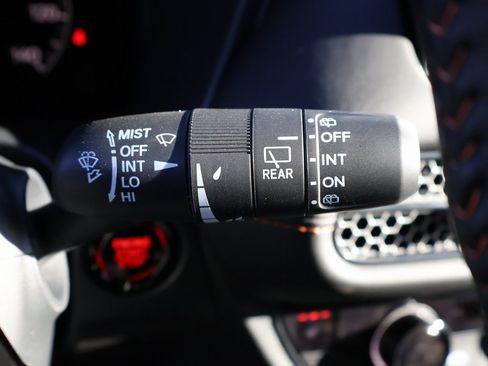 MIST
OFF
INT
LO
HI
REAR
OFF
INT
ON